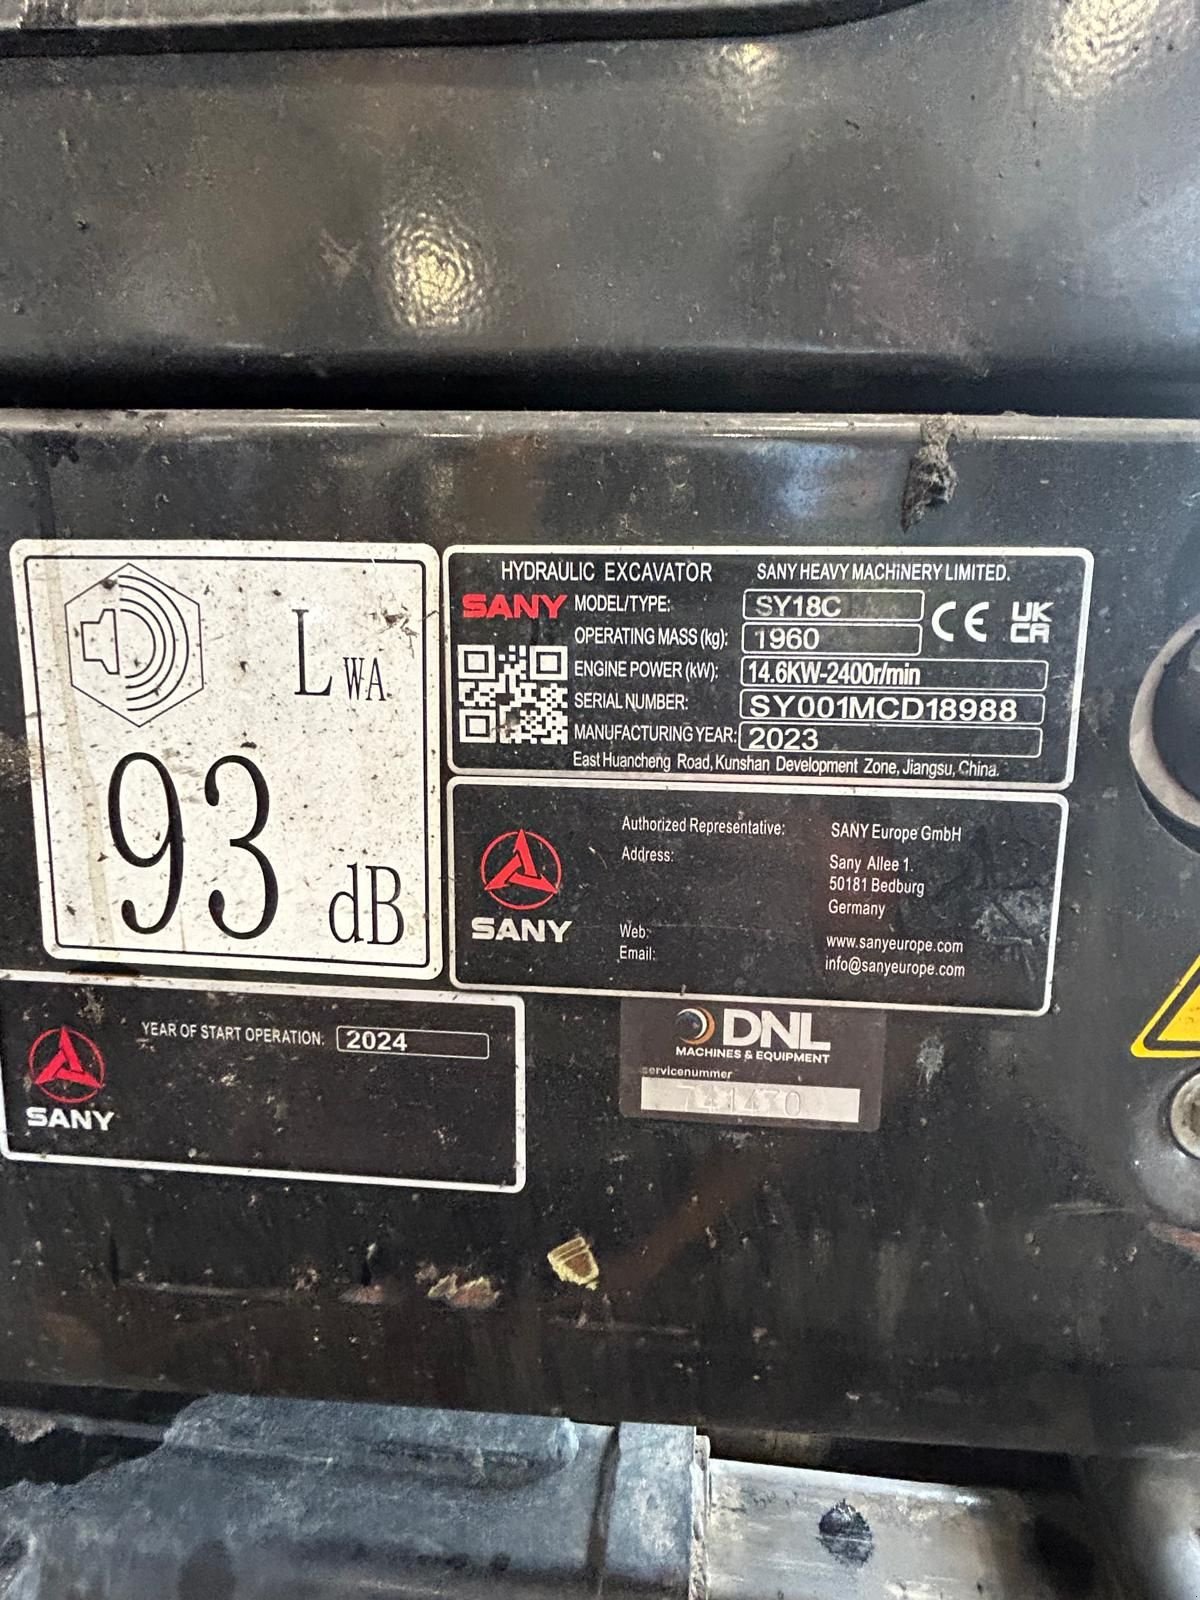 LWA
93 dB
HYDRAULIC EXCAVATOR SANY HEAVY MACHiNERY LIMITED.
SANY
MODEL/TYPE: SY18C
CE UK CA
OPERATING MASS (kg): 1960
ENGINE POWER (kW): 14.6KW-2400r/min
SERIAL NUMBER: SY001MCD18988
MANUFACTURING YEAR: 2023
East Huancheng Road, Kunshan Development Zone, Jiangsu, China.
SANY
Authorized Representative: SANY Europe GmbH
Address: Sany Allee 1.
50181 Bedburg
Germany
Web: www.sanyeurope.com
Email: info@sanyeurope.com
SANY
YEAR OF START OPERATION: 2024
DNL
MACHINES & EQUIPMENT
servicenummer